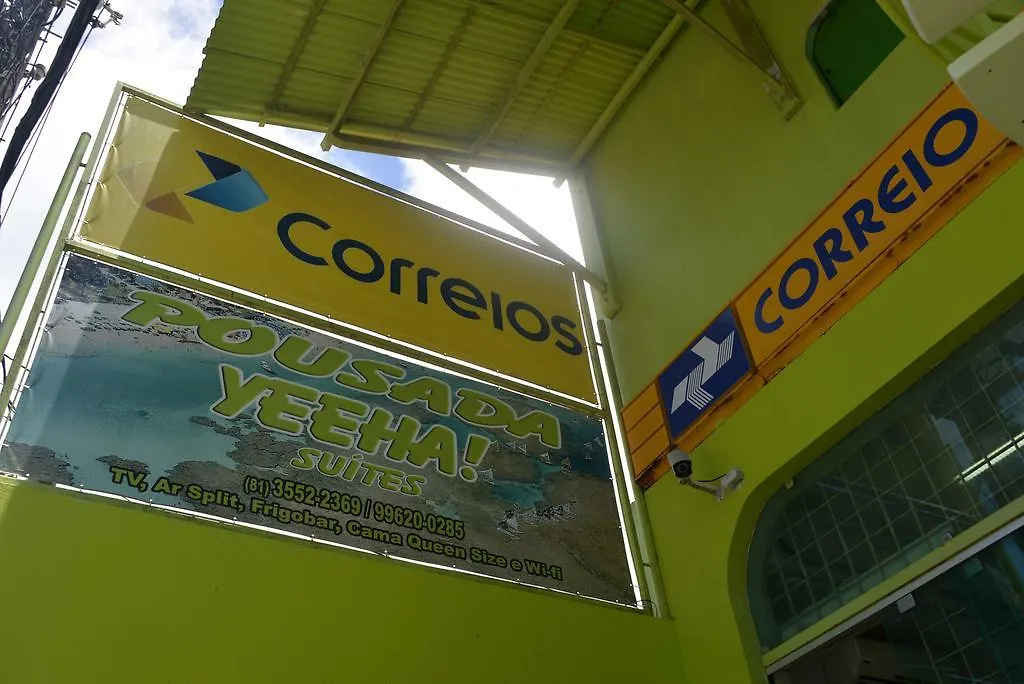 correios
POUSADA
YEEHA!
SUÍTES
(81) 3552-2369 / 99620-0285
TV, Ar Split, Frigobar, Cama Queen Size e Wi-fi
CORREIO